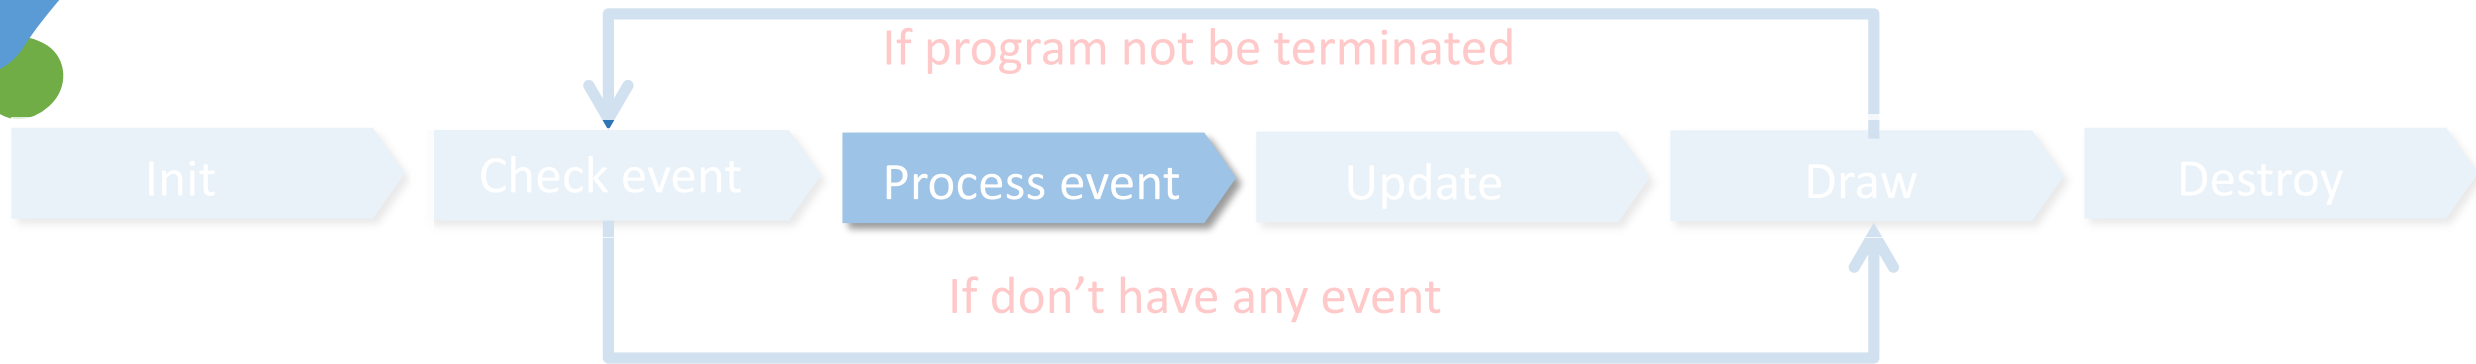 If program not be terminated
Init
Check event
Process event
Update
Draw
Destroy
If don’t have any event